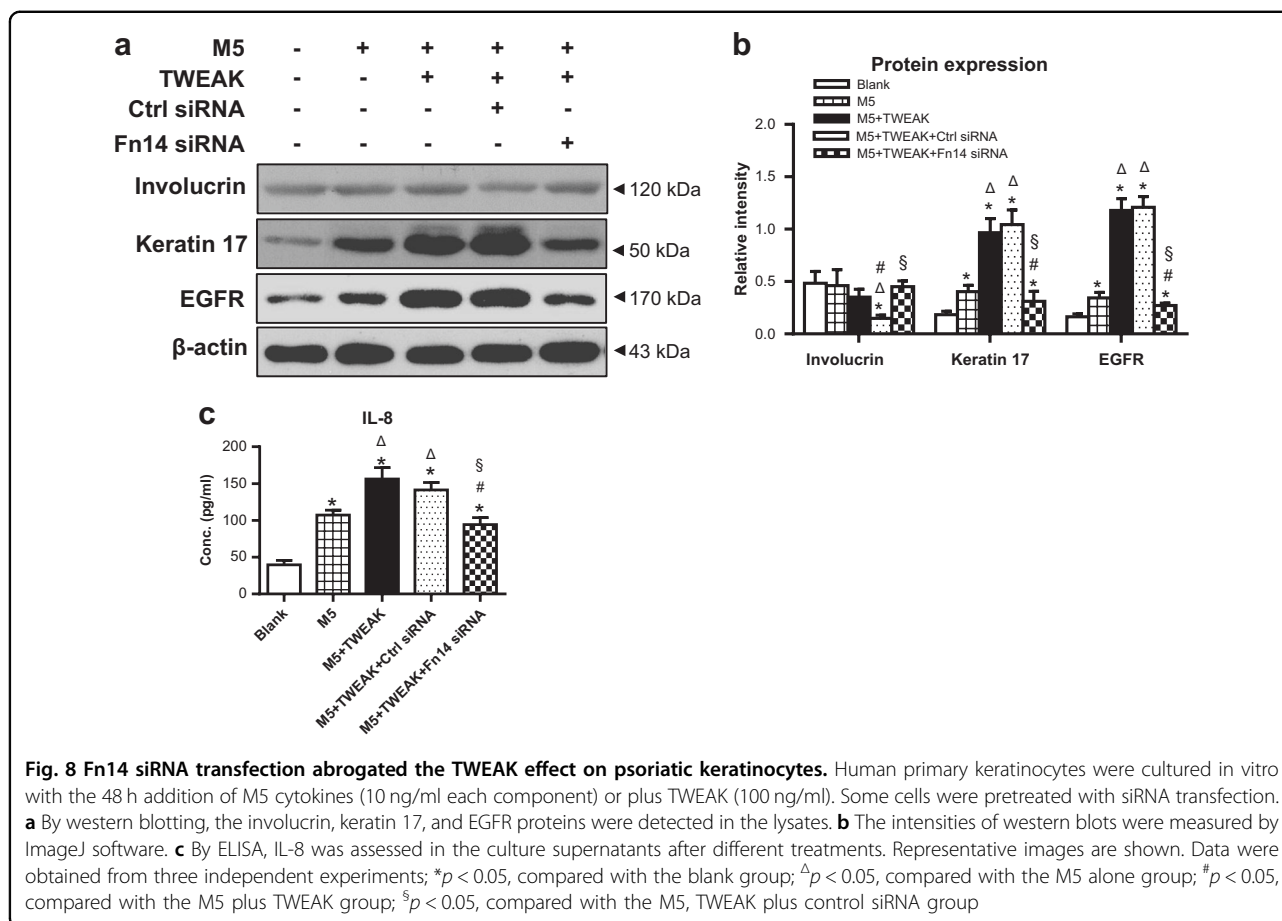 a
M5 - + + + +
TWEAK - - + + +
Ctrl siRNA - - - + -
Fn14 siRNA - - - - +
Involucrin ◄120 kDa
Keratin 17 ◄50 kDa
EGFR ◄170 kDa
β-actin ◄43 kDa
b
Protein expression
Blank
M5
M5+TWEAK
M5+TWEAK+Ctrl siRNA
M5+TWEAK+Fn14 siRNA
Relative intensity
2.0
1.5
1.0
0.5
0.0
# Δ * §
* Δ * Δ * § # *
* Δ * Δ * § # *
Involucrin Keratin 17 EGFR
c
IL-8
Conc. (pg/ml)
200
150
100
50
0
* Δ * Δ * § # *
Blank
M5
M5+TWEAK
M5+TWEAK+Ctrl siRNA
M5+TWEAK+Fn14 siRNA
Fig. 8 Fn14 siRNA transfection abrogated the TWEAK effect on psoriatic keratinocytes. Human primary keratinocytes were cultured in vitro
with the 48 h addition of M5 cytokines (10 ng/ml each component) or plus TWEAK (100 ng/ml). Some cells were pretreated with siRNA transfection.
a By western blotting, the involucrin, keratin 17, and EGFR proteins were detected in the lysates. b The intensities of western blots were measured by
ImageJ software. c By ELISA, IL-8 was assessed in the culture supernatants after different treatments. Representative images are shown. Data were
obtained from three independent experiments; *p < 0.05, compared with the blank group; Δp < 0.05, compared with the M5 alone group; #p < 0.05,
compared with the M5 plus TWEAK group; §p < 0.05, compared with the M5, TWEAK plus control siRNA group